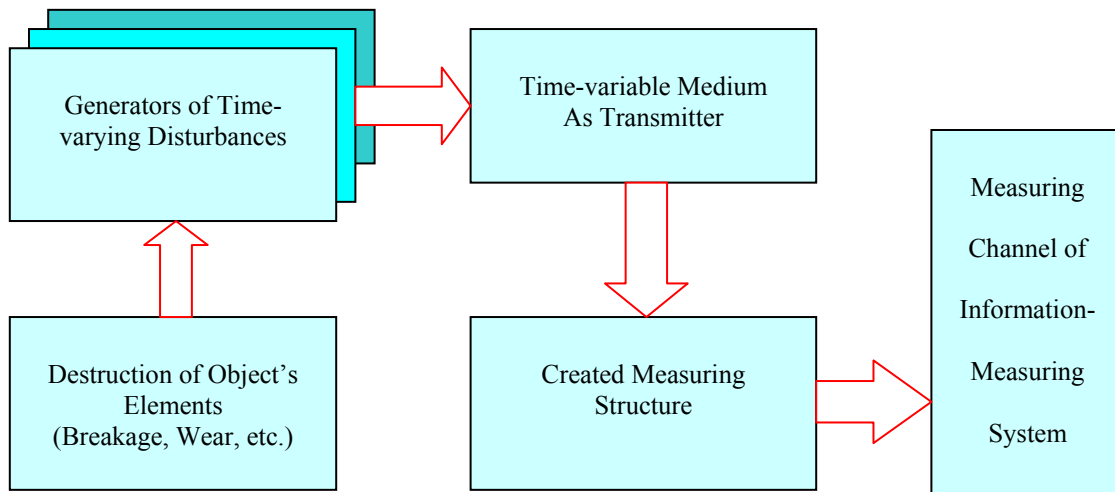 Generators of Time-
varying Disturbances
Time-variable Medium
As Transmitter
Destruction of Object's
Elements
(Breakage, Wear, etc.)
Created Measuring
Structure
Measuring
Channel of
Information-
Measuring
System